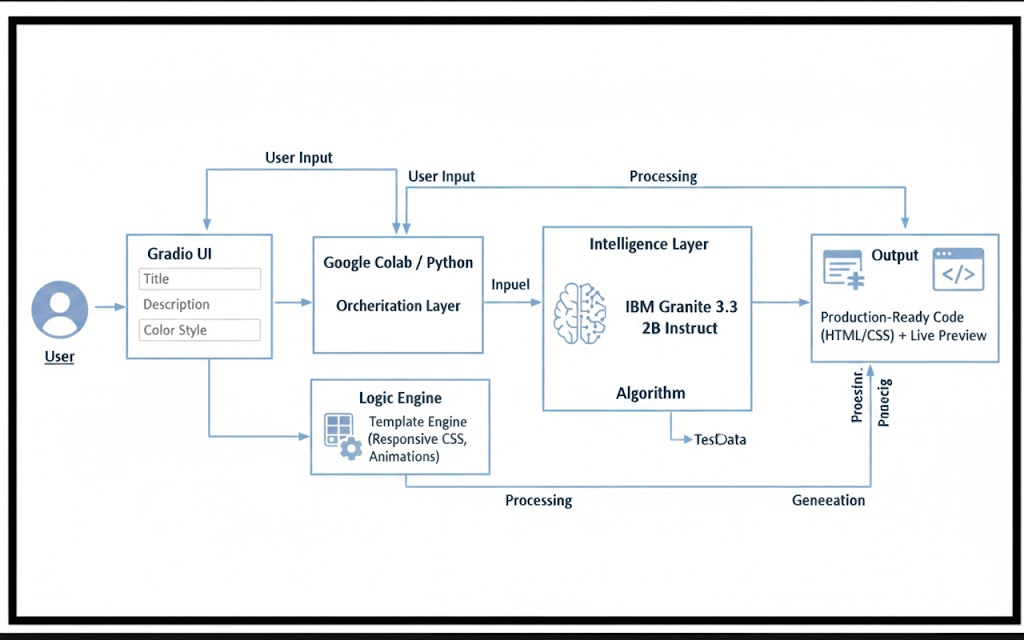 User Input
User Input
Processing
Gradio UI
Title
Description
Color Style
User
Google Colab / Python
Orcheriration Layer
Inpuel
Intelligence Layer
IBM Granite 3.3
2B Instruct
Algorithm
TesData
Output
Production-Ready Code
(HTML/CSS) + Live Preview
Logic Engine
Template Engine
(Responsive CSS,
Animations)
Processing
Geneeation